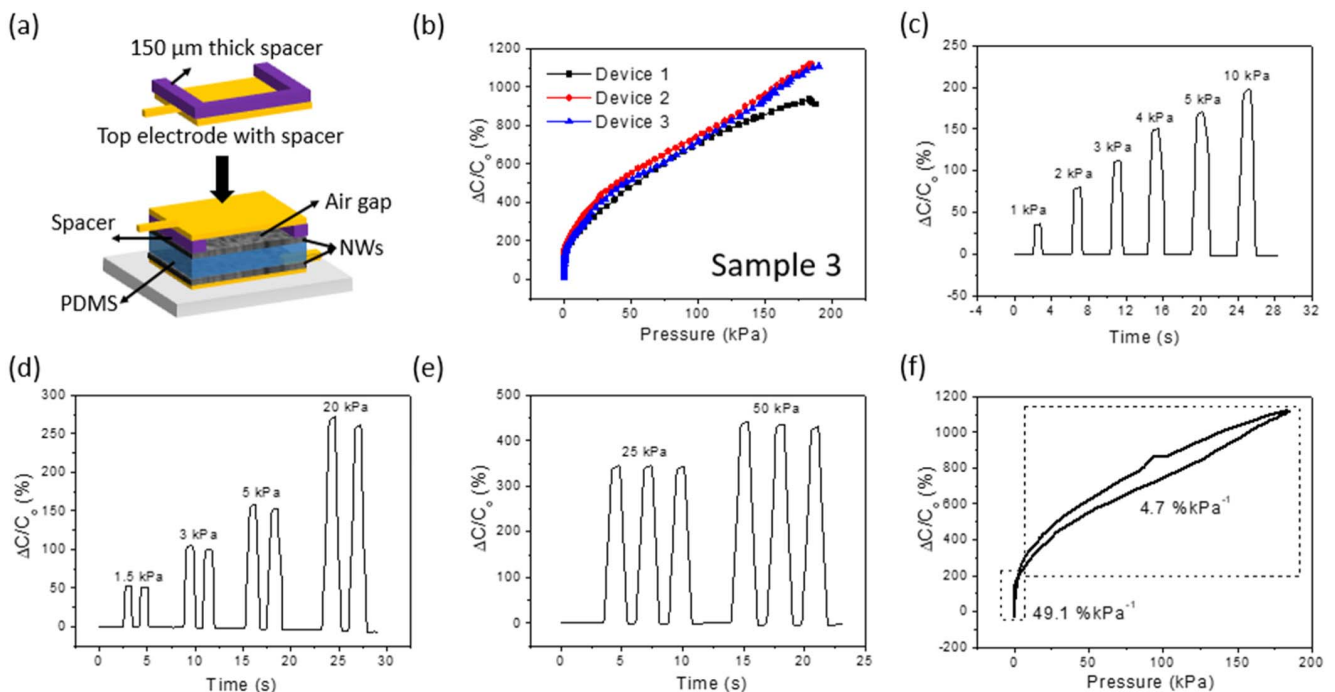 (a)
150 μm thick spacer
Top electrode with spacer
Spacer
Air gap
NWs
PDMS
(b)
1200
1000
800
600
400
200
0
ΔC/Cₒ (%)
Device 1
Device 2
Device 3
Sample 3
0 50 100 150 200
Pressure (kPa)
(c)
250
200
150
100
50
0
-50
ΔC/Cₒ (%)
1 kPa
2 kPa
3 kPa
4 kPa
5 kPa
10 kPa
-4 0 4 8 12 16 20 24 28 32
Time (s)
(d)
300
250
200
150
100
50
0
ΔC/Cₒ (%)
1.5 kPa
3 kPa
5 kPa
20 kPa
0 5 10 15 20 25 30
Time (s)
(e)
500
400
300
200
100
0
ΔC/Cₒ (%)
25 kPa
50 kPa
0 5 10 15 20 25
Time (s)
(f)
1200
1000
800
600
400
200
0
-200
ΔC/Cₒ (%)
4.7 %kPa⁻¹
49.1 %kPa⁻¹
0 50 100 150 200
Pressure (kPa)